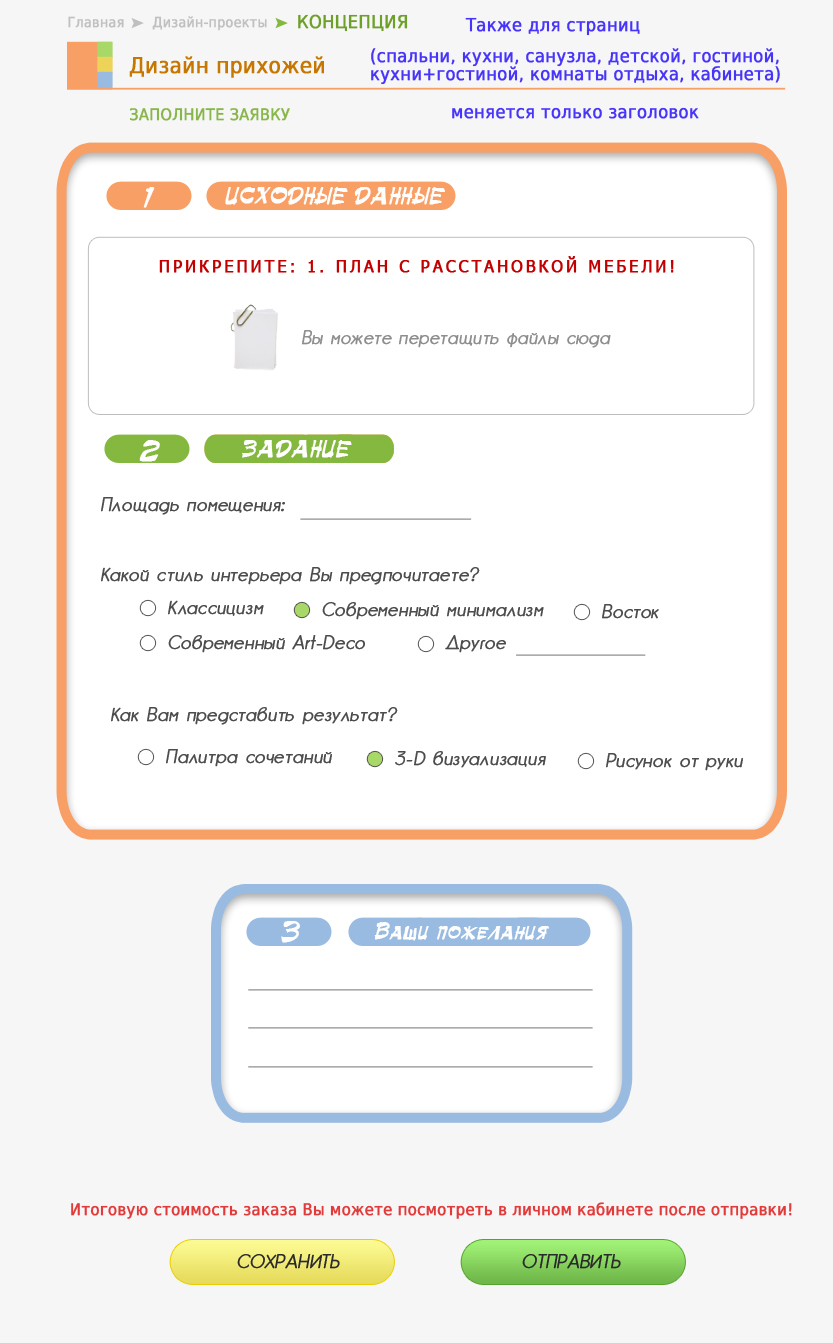 Главная ➤ Дизайн-проекты ➤ КОНЦЕПЦИЯ
Также для страниц
Дизайн прихожей
(спальни, кухни, санузла, детской, гостиной,
кухни+гостиной, комнаты отдыха, кабинета)
ЗАПОЛНИТЕ ЗАЯВКУ
меняется только заголовок
1 ИСХОДНЫЕ ДАННЫЕ
ПРИКРЕПИТЕ: 1. ПЛАН С РАССТАНОВКОЙ МЕБЕЛИ!
Вы можете перетащить файлы сюда
2 ЗАДАНИЕ
Площадь помещения:
Какой стиль интерьера Вы предпочитаете?
Классицизм Современный минимализм Восток
Современный Art-Deco Другое
Как Вам представить результат?
Палитра сочетаний 3-D визуализация Рисунок от руки
3 Ваши пожелания
Итоговую стоимость заказа Вы можете посмотреть в личном кабинете после отправки!
СОХРАНИТЬ ОТПРАВИТЬ